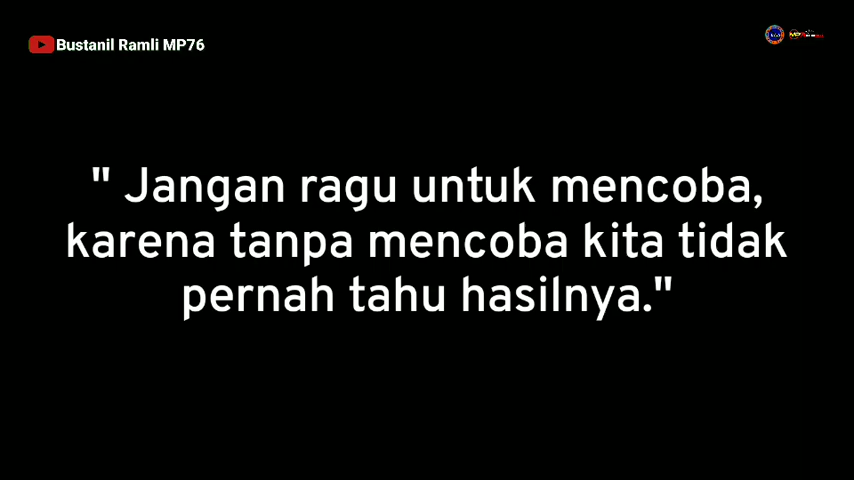 Bustanil Ramli MP76
" Jangan ragu untuk mencoba,
karena tanpa mencoba kita tidak
pernah tahu hasilnya."